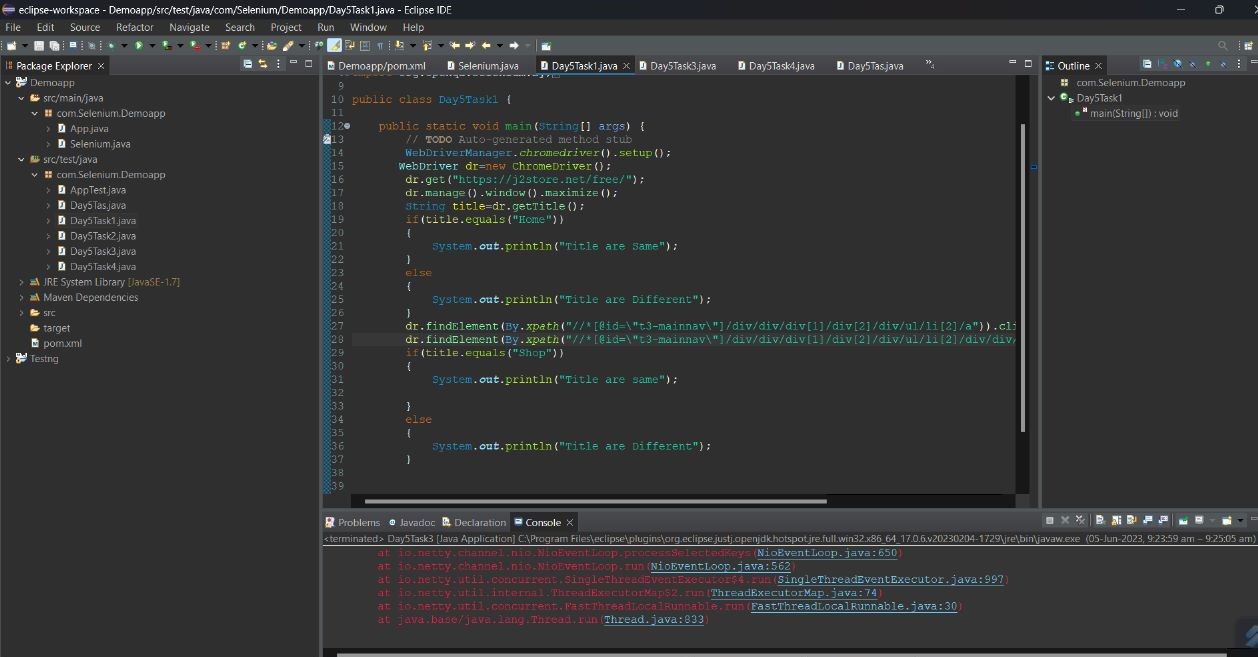 eclipse-workspace - Demoapp/src/test/java/com/Selenium/Demoapp/Day5Task1.java - Eclipse IDE
File Edit Source Refactor Navigate Search Project Run Window Help
Package Explorer
Demoapp
src/main/java
com.Selenium.Demoapp
App.java
Selenium.java
src/test/java
com.Selenium.Demoapp
AppTest.java
Day5Tas.java
Day5Task1.java
Day5Task2.java
Day5Task3.java
Day5Task4.java
JRE System Library [JavaSE-1.7]
Maven Dependencies
src
target
pom.xml
Testng
Demoapp/pom.xml Selenium.java Day5Task1.java Day5Task3.java Day5Task4.java Day5Tas.java »4
9
10 public class Day5Task1 {
11
12 public static void main(String[] args) {
13 // TODO Auto-generated method stub
14 WebDriverManager.chromedriver().setup();
15 WebDriver dr=new ChromeDriver();
16 dr.get("https://j2store.net/free/");
17 dr.manage().window().maximize();
18 String title=dr.getTitle();
19 if(title.equals("Home"))
20 {
21 System.out.println("Title are Same");
22 }
23 else
24 {
25 System.out.println("Title are Different");
26 }
27 dr.findElement(By.xpath("//*[@id=\"t3-mainnav\"]/div/div/div[1]/div[2]/div/ul/li[2]/a")).cli
28 dr.findElement(By.xpath("//*[@id=\"t3-mainnav\"]/div/div/div[1]/div[2]/div/ul/li[2]/div/div/
29 if(title.equals("Shop"))
30 {
31 System.out.println("Title are same");
32
33 }
34 else
35 {
36 System.out.println("Title are Different");
37 }
38
39
Outline
com.Selenium.Demoapp
Day5Task1
main(String[]) : void
Problems Javadoc Declaration Console
<terminated> Day5Task3 [Java Application] C:\Program Files\eclipse\plugins\org.eclipse.justj.openjdk.hotspot.jre.full.win32.x86_64_17.0.6.v20230204-1729\jre\bin\javaw.exe (05-Jun-2023, 9:23:59 am – 9:25:05 am)
at io.netty.channel.nio.NioEventLoop.processSelectedKeys(NioEventLoop.java:650)
at io.netty.channel.nio.NioEventLoop.run(NioEventLoop.java:562)
at io.netty.util.concurrent.SingleThreadEventExecutor$4.run(SingleThreadEventExecutor.java:997)
at io.netty.util.internal.ThreadExecutorMap$2.run(ThreadExecutorMap.java:74)
at io.netty.util.concurrent.FastThreadLocalRunnable.run(FastThreadLocalRunnable.java:30)
at java.base/java.lang.Thread.run(Thread.java:833)